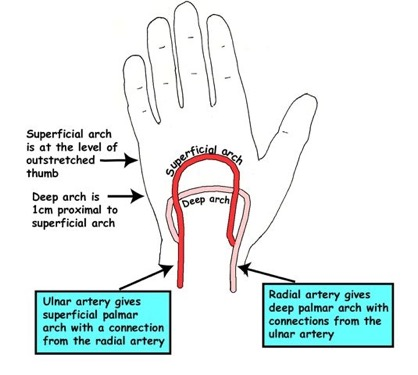 Superficial arch
is at the level of
outstretched
thumb
Deep arch is
1cm proximal to
superficial arch
Superficial arch
Deep arch
Ulnar artery gives
superficial palmar
arch with a connection
from the radial artery
Radial artery gives
deep palmar arch with
connections from the
ulnar artery